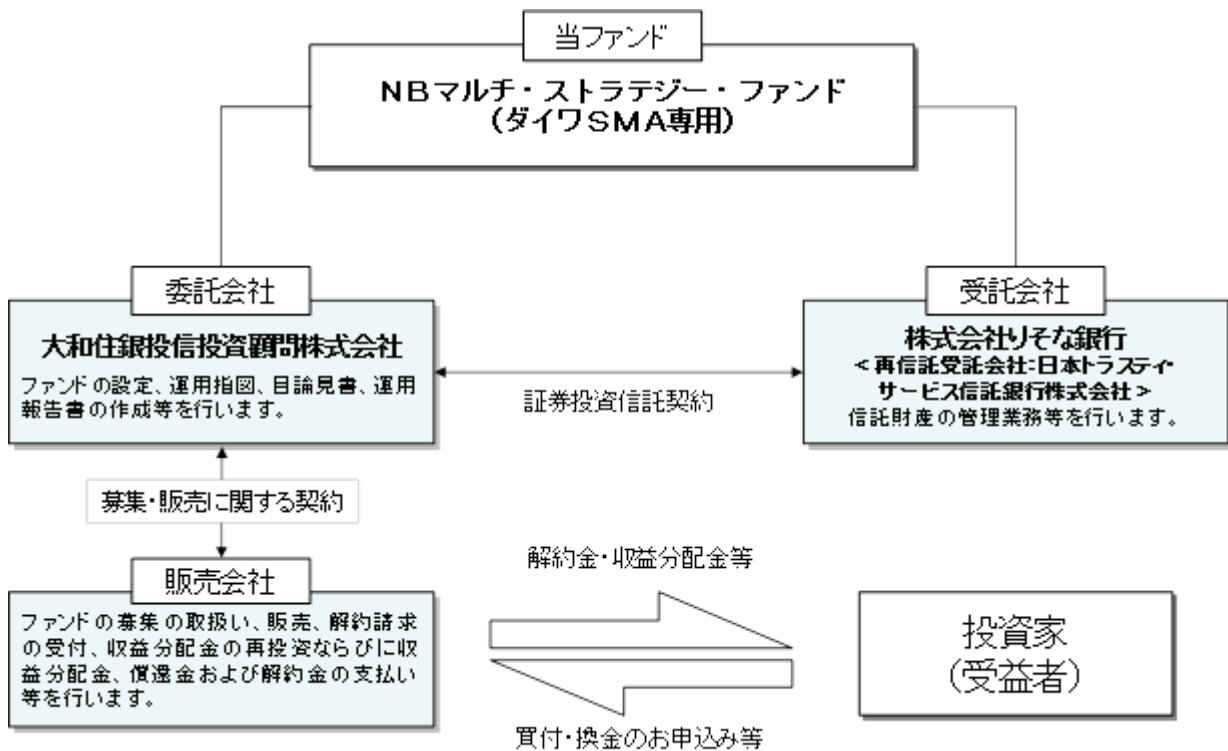 当ファンド
NBマルチ・ストラテジー・ファンド
(ダイワSMA専用)
委託会社
大和住銀投信投資顧問株式会社
ファンドの設定、運用指図、目論見書、運用
報告書の作成等を行います。
証券投資信託契約
受託会社
株式会社りそな銀行
<再信託受託会社:日本トラスティ・
サービス信託銀行株式会社>
信託財産の管理業務等を行います。
募集・販売に関する契約
販売会社
ファンドの募集の取扱い、販売、解約請求
の受付、収益分配金の再投資ならびに収
益分配金、償還金および解約金の支払い
等を行います。
解約金・収益分配金等
買付・換金のお申込み等
投資家
(受益者)